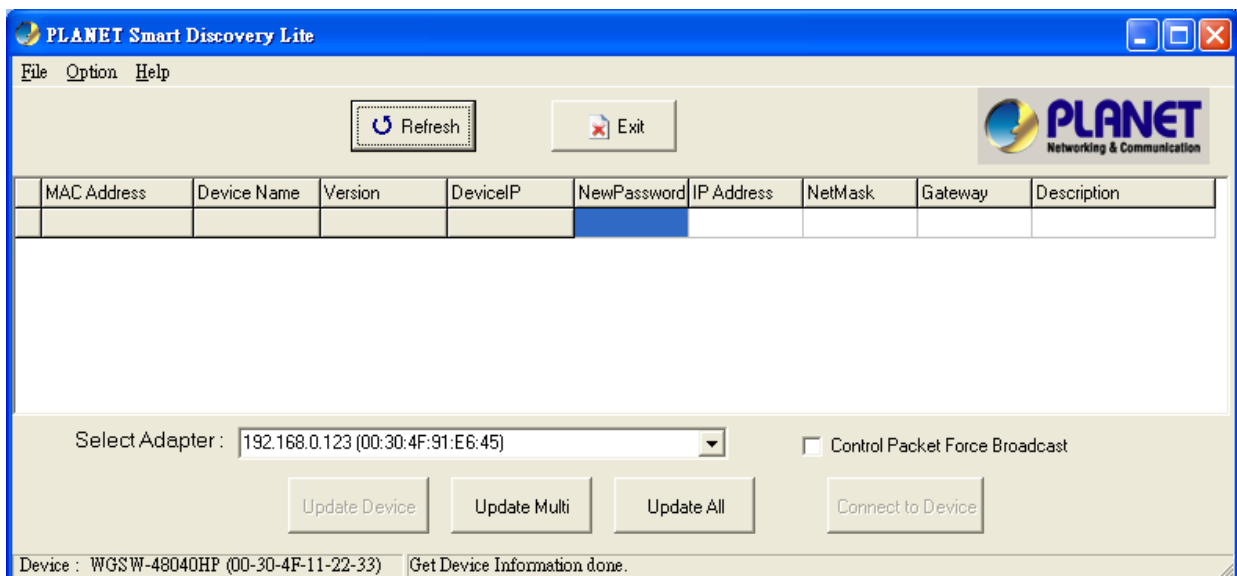 PLANET Smart Discovery Lite
File Option Help
Refresh Exit
PLANET
Networking & Communication
MAC Address Device Name Version DeviceIP NewPassword IP Address NetMask Gateway Description
Select Adapter : 192.168.0.123 (00:30:4F:91:E6:45) Control Packet Force Broadcast
Update Device Update Multi Update All Connect to Device
Device : WGSW-48040HP (00-30-4F-11-22-33) Get Device Information done.